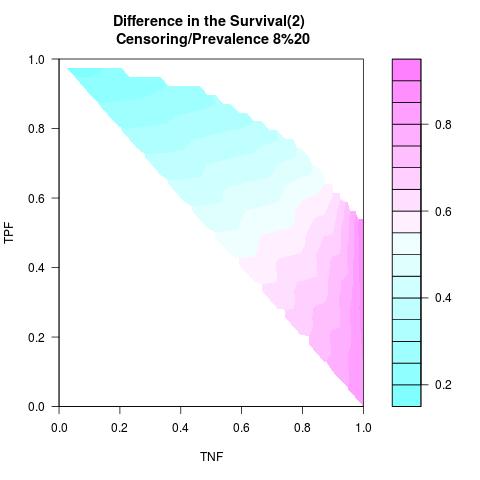 Difference in the Survival(2)
Censoring/Prevalence 8%20
1.0
0.8
0.6
0.4
0.2
0.0
TPF
0.0 0.2 0.4 0.6 0.8 1.0
TNF
0.8
0.6
0.4
0.2